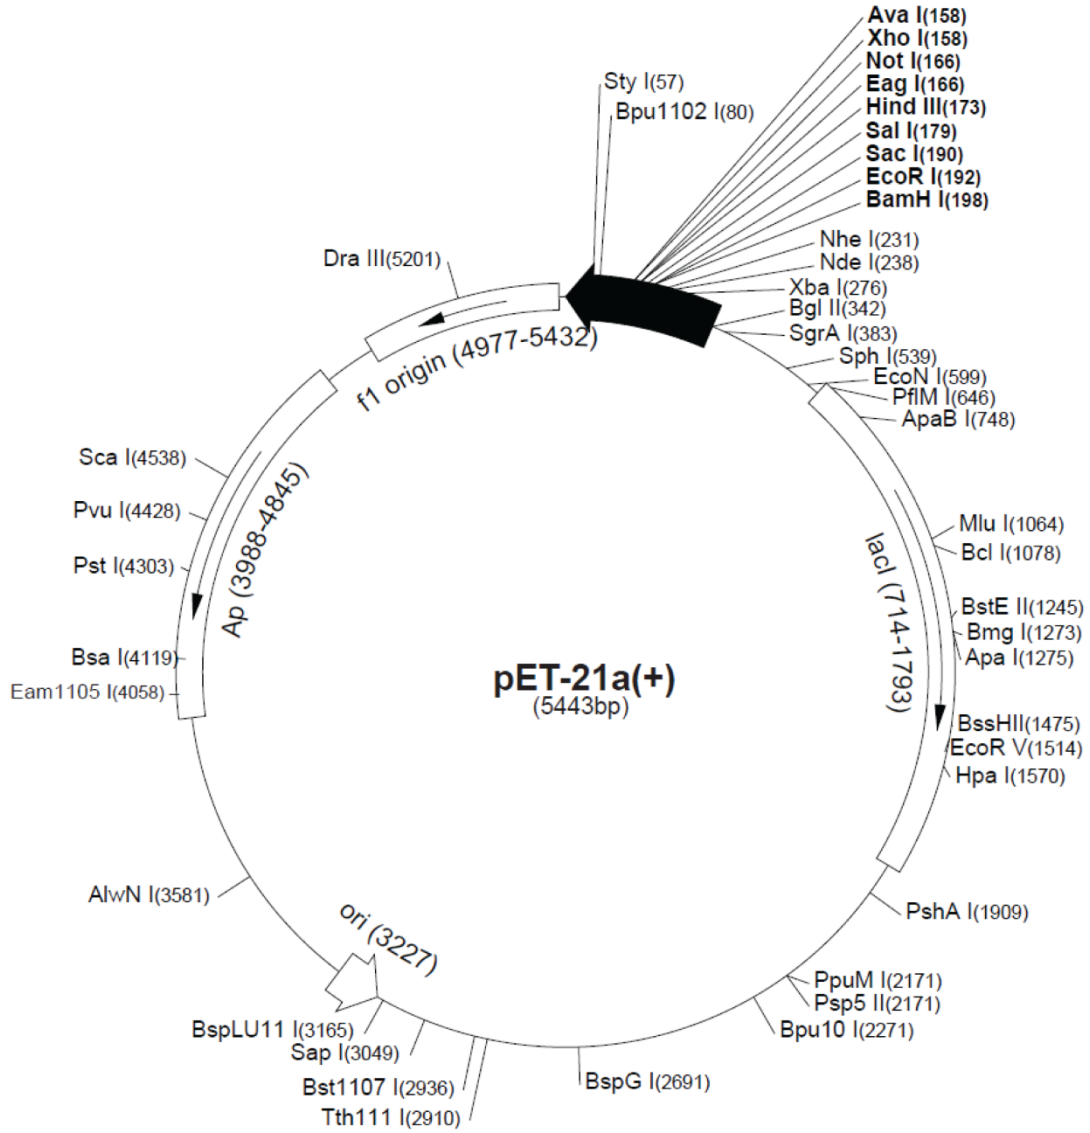 Ava I(158)
Xho I(158)
Not I(166)
Eag I(166)
Hind III(173)
Sal I(179)
Sac I(190)
EcoR I(192)
BamH I(198)
Sty I(57)
Bpu1102 I(80)
Nhe I(231)
Nde I(238)
Xba I(276)
Bgl II(342)
SgrA I(383)
Sph I(539)
EcoN I(599)
PflM I(646)
ApaB I(748)
Dra III(5201)
f1 origin (4977-5432)
Sca I(4538)
Pvu I(4428)
Pst I(4303)
Bsa I(4119)
Eam1105 I(4058)
Ap (3988-4845)
lacI (714-1793)
Mlu I(1064)
Bcl I(1078)
BstE II(1245)
Bmg I(1273)
Apa I(1275)
BssHII(1475)
EcoR V(1514)
Hpa I(1570)
pET-21a(+)
(5443bp)
AlwN I(3581)
ori (3227)
PshA I(1909)
PpuM I(2171)
Psp5 II(2171)
Bpu10 I(2271)
BspG I(2691)
BspLU11 I(3165)
Sap I(3049)
Bst1107 I(2936)
Tth111 I(2910)